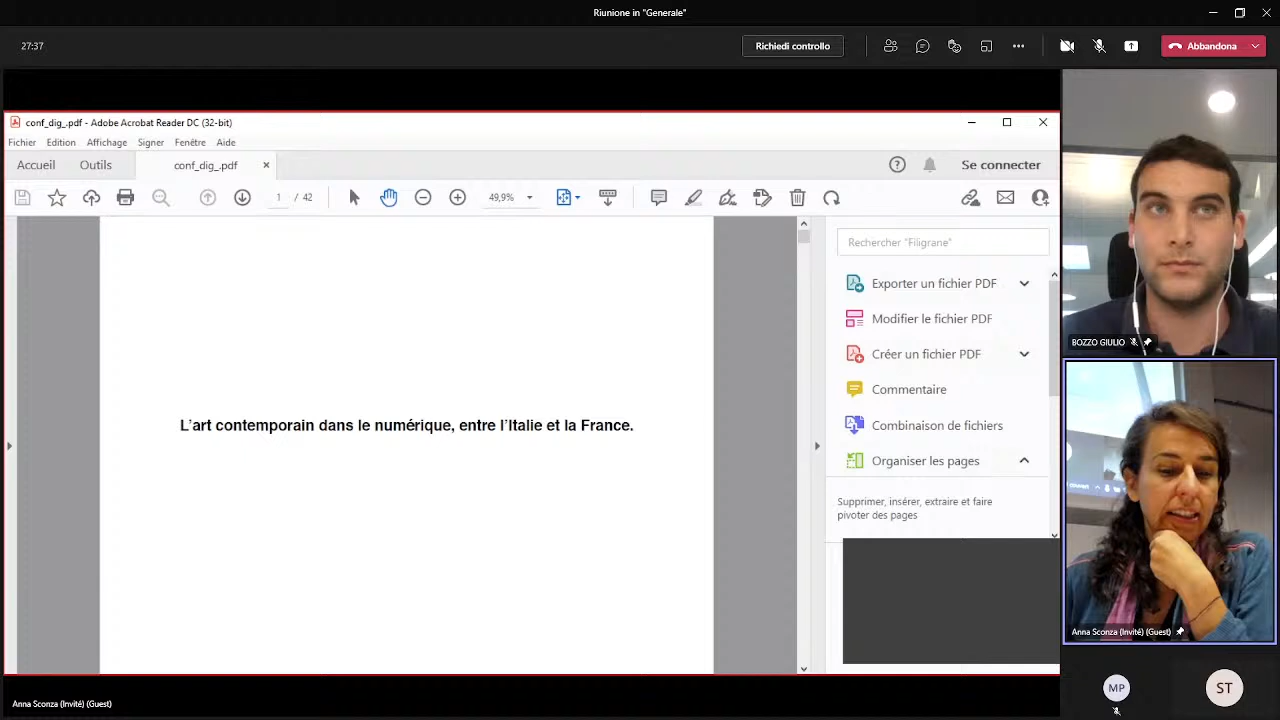 Riunione in "Generale"
27:37
Richiedi controllo
Abbandona
conf_dig_.pdf - Adobe Acrobat Reader DC (32-bit)
Fichier Edition Affichage Signer Fenêtre Aide
Accueil Outils conf_dig_.pdf Se connecter
1 / 42 49,9%
Rechercher "Filigrane"
Exporter un fichier PDF
Modifier le fichier PDF
Créer un fichier PDF
Commentaire
Combinaison de fichiers
Organiser les pages
Supprimer, insérer, extraire et faire
pivoter des pages
L'art contemporain dans le numérique, entre l'Italie et la France.
BOZZO GIULIO
Anna Sconza (Invité) (Guest)
MP
ST
Anna Sconza (Invité) (Guest)